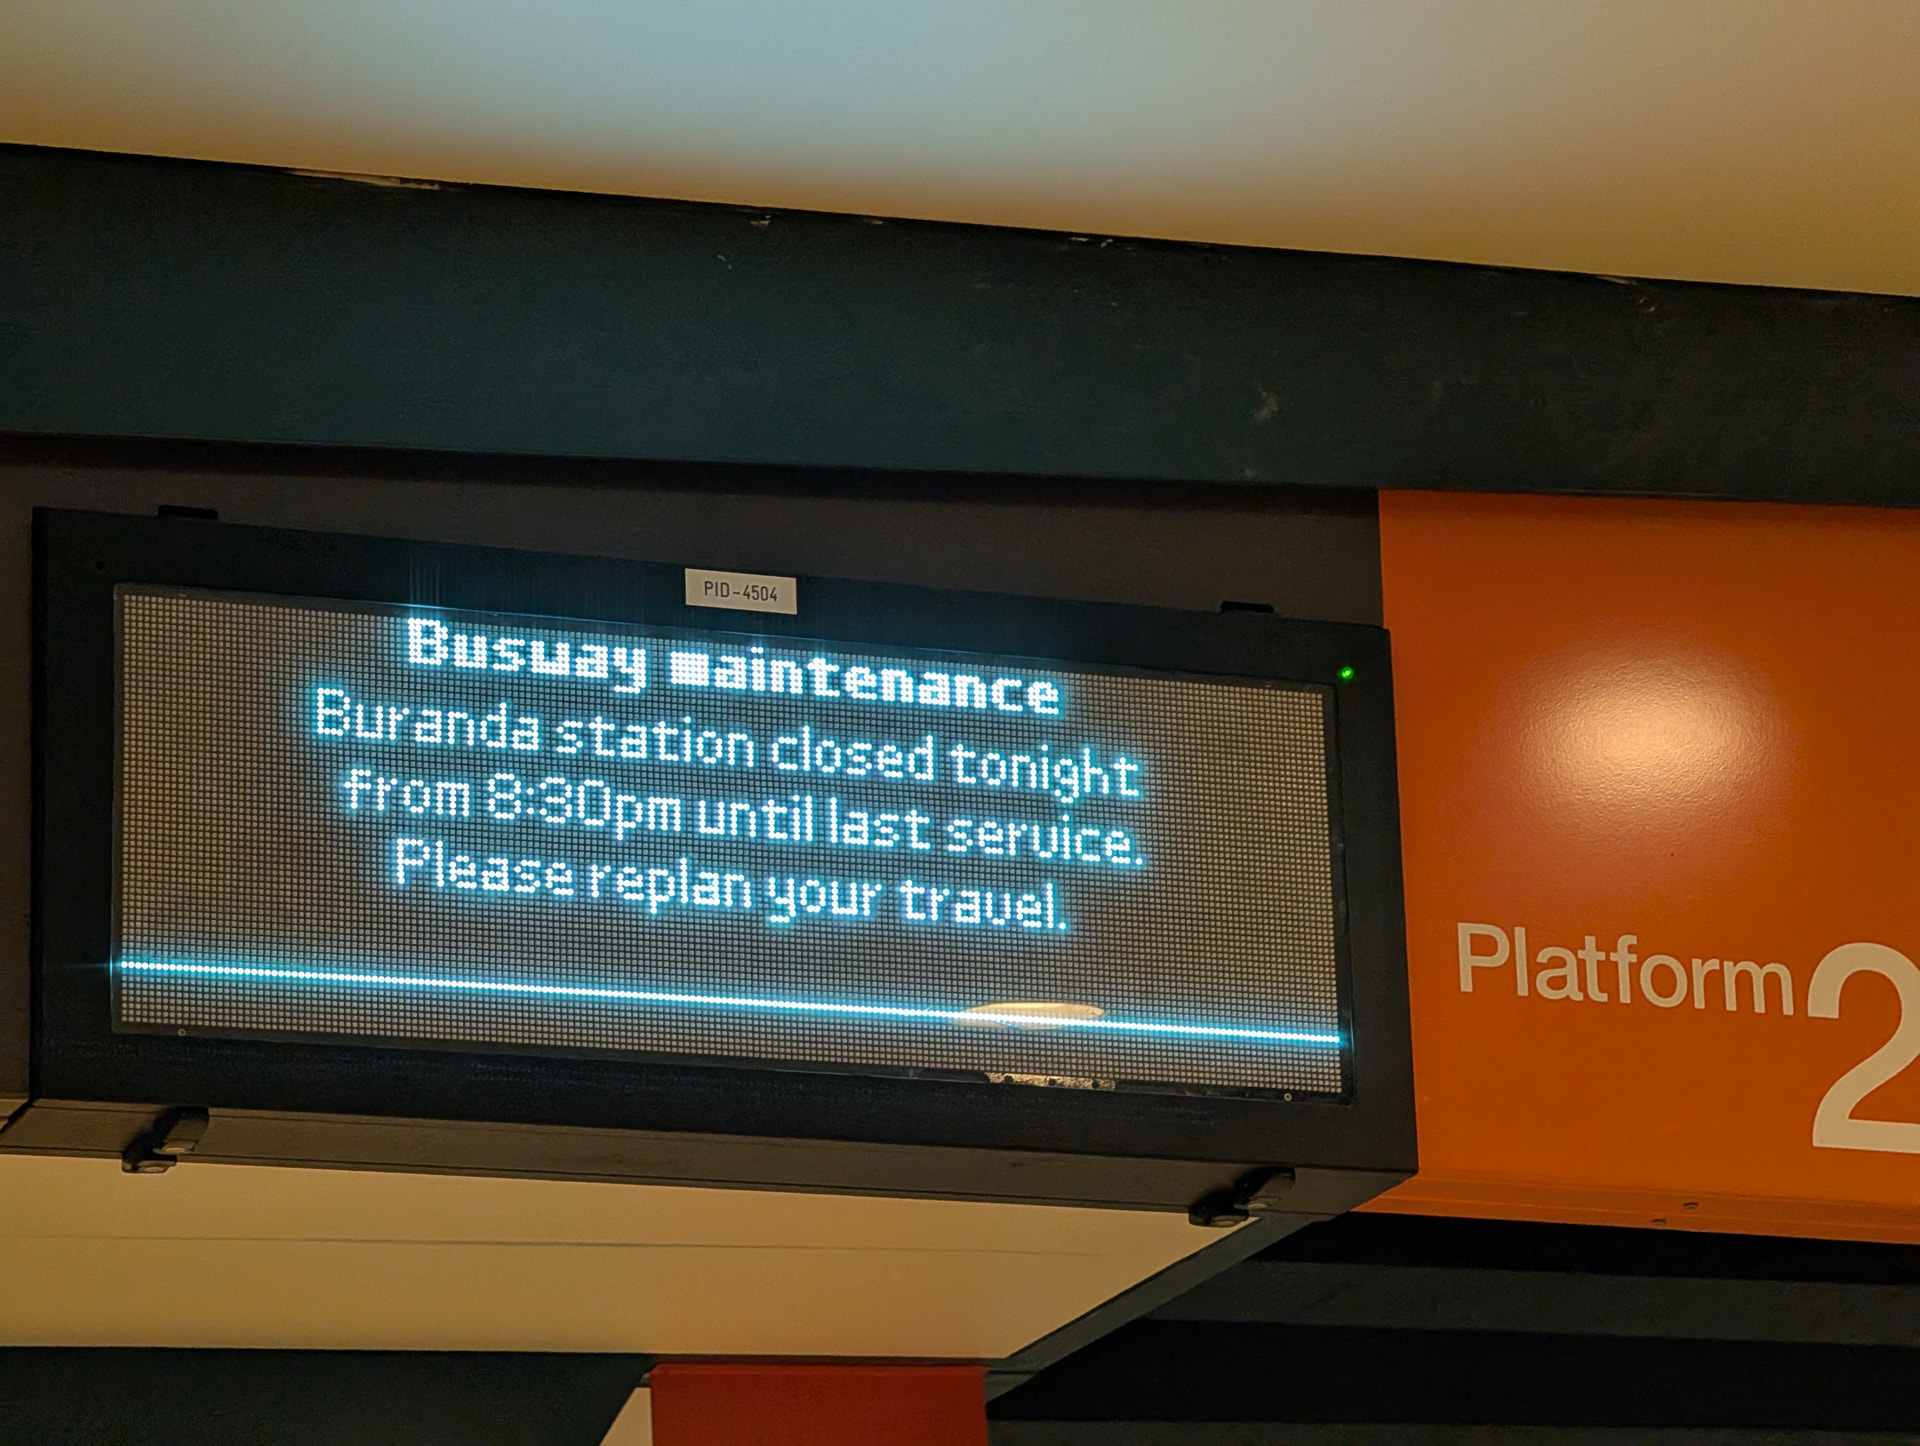 PID-4504
Busway maintenance
Buranda station closed tonight
from 8:30pm until last service.
Please replan your travel.
Platform 2